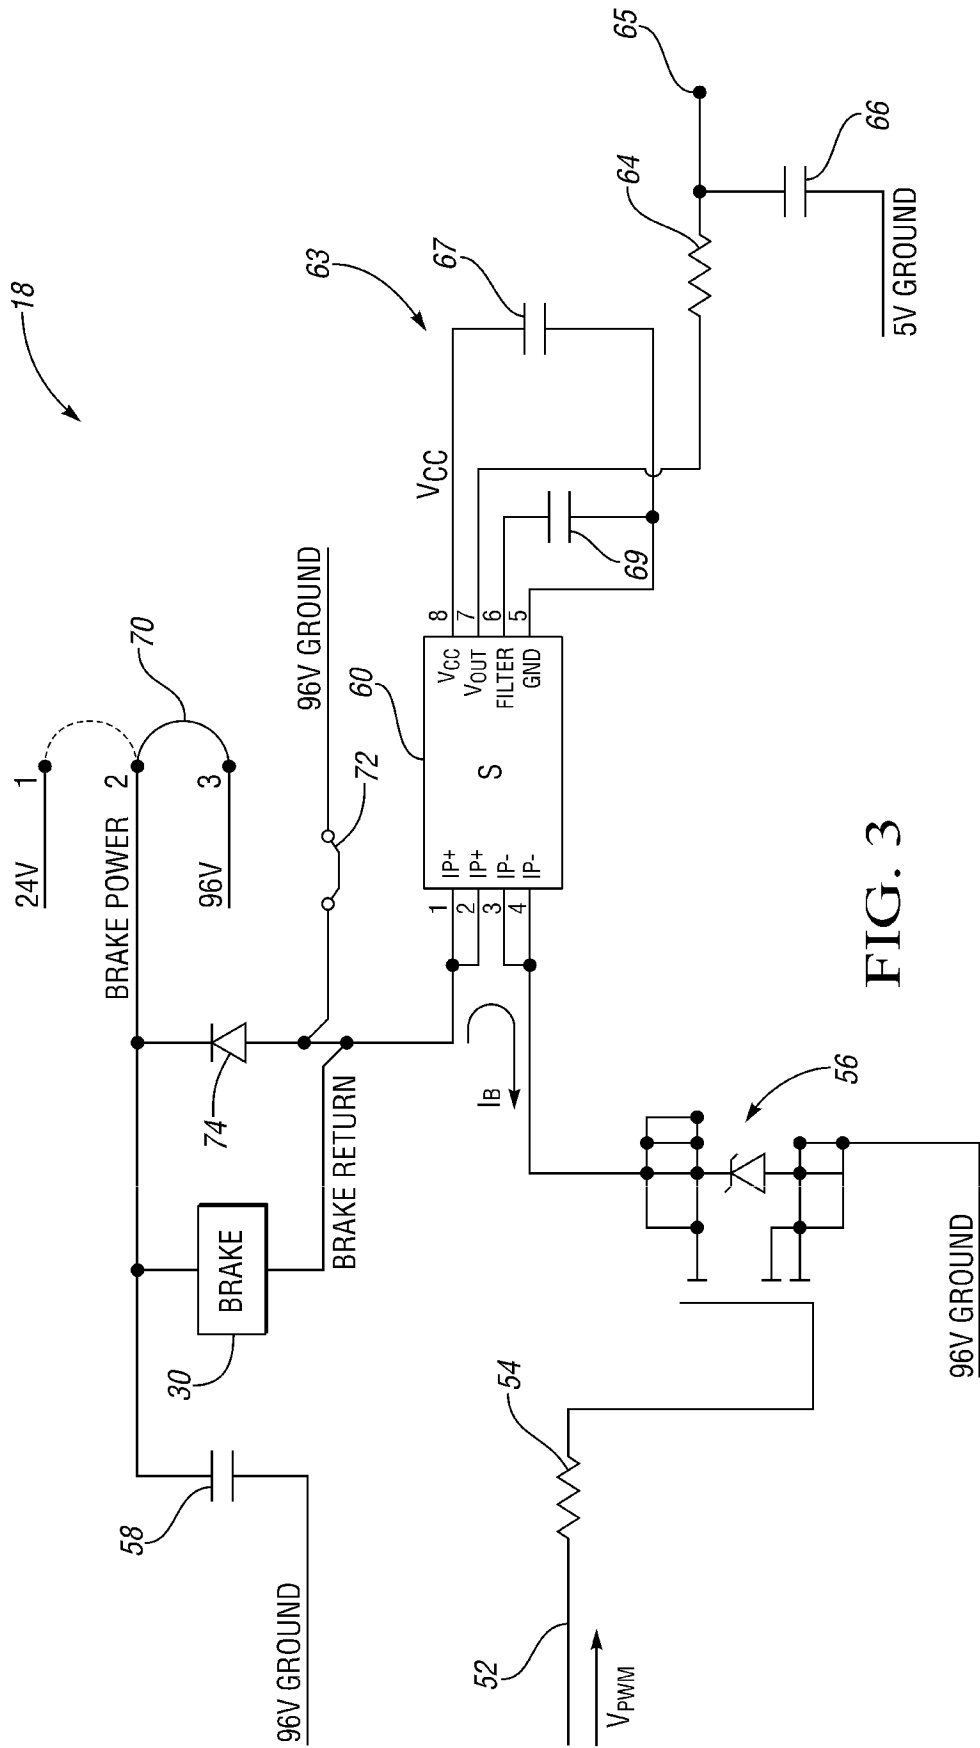 18
24V
1
BRAKE POWER
2
96V
3
70
58
96V GROUND
30
BRAKE
74
BRAKE RETURN
96V GROUND
72
60
S
1
2
3
4
IP+
IP+
IP-
IP-
VCC
VOUT
FILTER
GND
8
7
6
5
VCC
63
67
69
64
65
66
5V GROUND
IB
52
VPWM
54
56
96V GROUND
FIG. 3